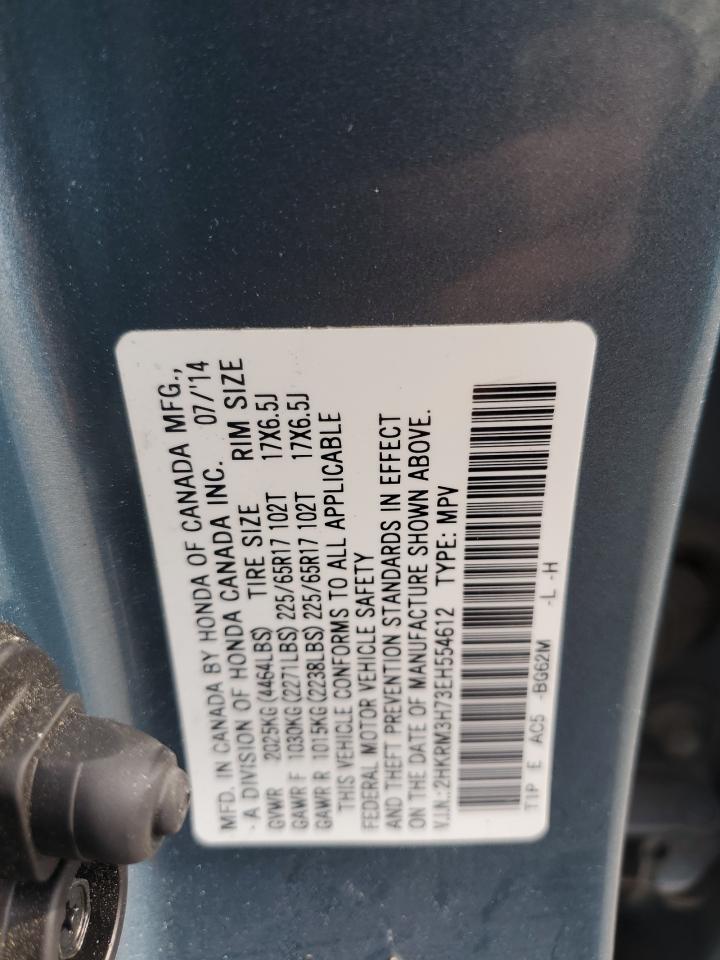 MFD. IN CANADA BY HONDA OF CANADA MFG.,
A DIVISION OF HONDA CANADA INC. 07/'14
TIRE SIZE RIM SIZE
GVWR 2025KG (4464LBS)
GAWR F 1030KG (2271LBS) 225/65R17 102T 17X6.5J
GAWR R 1015KG (2238LBS) 225/65R17 102T 17X6.5J
THIS VEHICLE CONFORMS TO ALL APPLICABLE
FEDERAL MOTOR VEHICLE SAFETY
AND THEFT PREVENTION STANDARDS IN EFFECT
ON THE DATE OF MANUFACTURE SHOWN ABOVE.
V.I.N.: 2HKRM3H73EH554612 TYPE: MPV
TIP E AC5 -BG62M -L -H